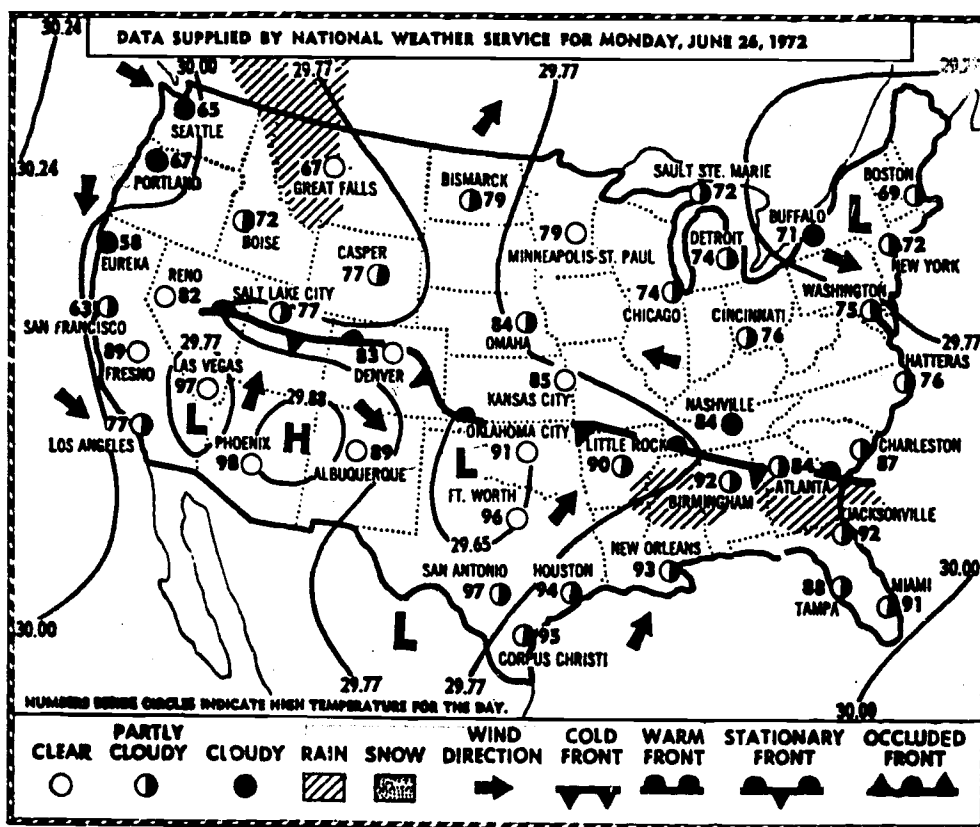 30.24
DATA SUPPLIED BY NATIONAL WEATHER SERVICE FOR MONDAY, JUNE 26, 1972
30.00
29.77
29.77
65
SEATTLE
30.24
67
PORTLAND
67
GREAT FALLS
BISMARCK
79
SAULT STE. MARIE
72
BOSTON
69
72
BOISE
58
EUREKA
79
MINNEAPOLIS-ST. PAUL
BUFFALO
71
L
DETROIT
74
72
NEW YORK
CASPER
77
RENO
82
SALT LAKE CITY
77
63
SAN FRANCISCO
74
CHICAGO
CINCINNATI
76
WASHINGTON
75
84
OMAHA
29.77
89
FRESNO
29.77
LAS VEGAS
97
83
DENVER
85
KANSAS CITY
HATTERAS
76
L
29.88
77
LOS ANGELES
PHOENIX
98
H
89
ALBUQUERQUE
OKLAHOMA CITY
91
L
LITTLE ROCK
90
NASHVILLE
84
CHARLESTON
87
84
ATLANTA
92
BIRMINGHAM
FT. WORTH
96
JACKSONVILLE
92
29.65
NEW ORLEANS
93
SAN ANTONIO
97
HOUSTON
94
88
TAMPA
MIAMI
91
30.00
30.00
L
95
CORPUS CHRISTI
29.77
29.77
30.00
NUMBERS BESIDE CIRCLES INDICATE HIGH TEMPERATURE FOR THE DAY.
CLEAR
PARTLY
CLOUDY
CLOUDY
RAIN
SNOW
WIND
DIRECTION
COLD
FRONT
WARM
FRONT
STATIONARY
FRONT
OCCLUDED
FRONT